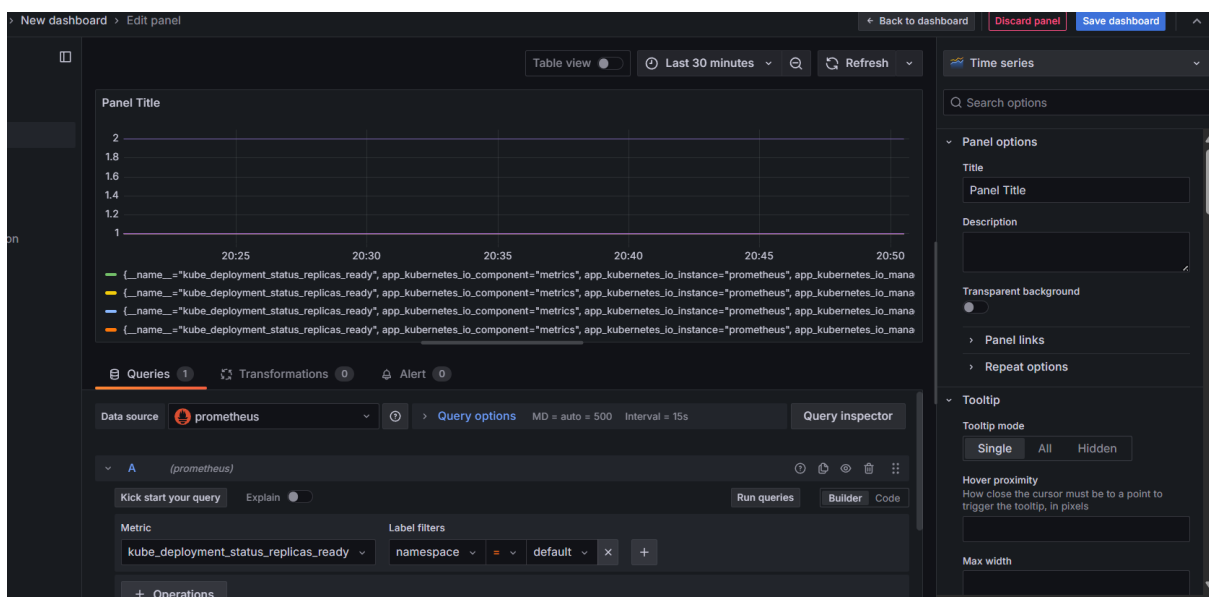 New dashboard > Edit panel
← Back to dashboard Discard panel Save dashboard
Table view Last 30 minutes Refresh
Panel Title
2
1.8
1.6
1.4
1.2
1
20:25 20:30 20:35 20:40 20:45 20:50
{__name__="kube_deployment_status_replicas_ready", app_kubernetes_io_component="metrics", app_kubernetes_io_instance="prometheus", app_kubernetes_io_mana
{__name__="kube_deployment_status_replicas_ready", app_kubernetes_io_component="metrics", app_kubernetes_io_instance="prometheus", app_kubernetes_io_mana
{__name__="kube_deployment_status_replicas_ready", app_kubernetes_io_component="metrics", app_kubernetes_io_instance="prometheus", app_kubernetes_io_mana
{__name__="kube_deployment_status_replicas_ready", app_kubernetes_io_component="metrics", app_kubernetes_io_instance="prometheus", app_kubernetes_io_mana
on
Queries 1 Transformations 0 Alert 0
Data source prometheus > Query options MD = auto = 500 Interval = 15s Query inspector
A (prometheus)
Kick start your query Explain Run queries Builder Code
Metric Label filters
kube_deployment_status_replicas_ready namespace = default × +
+ Operations
Time series
Search options
Panel options
Title
Panel Title
Description
Transparent background
> Panel links
> Repeat options
Tooltip
Tooltip mode
Single All Hidden
Hover proximity
How close the cursor must be to a point to
trigger the tooltip, in pixels
Max width